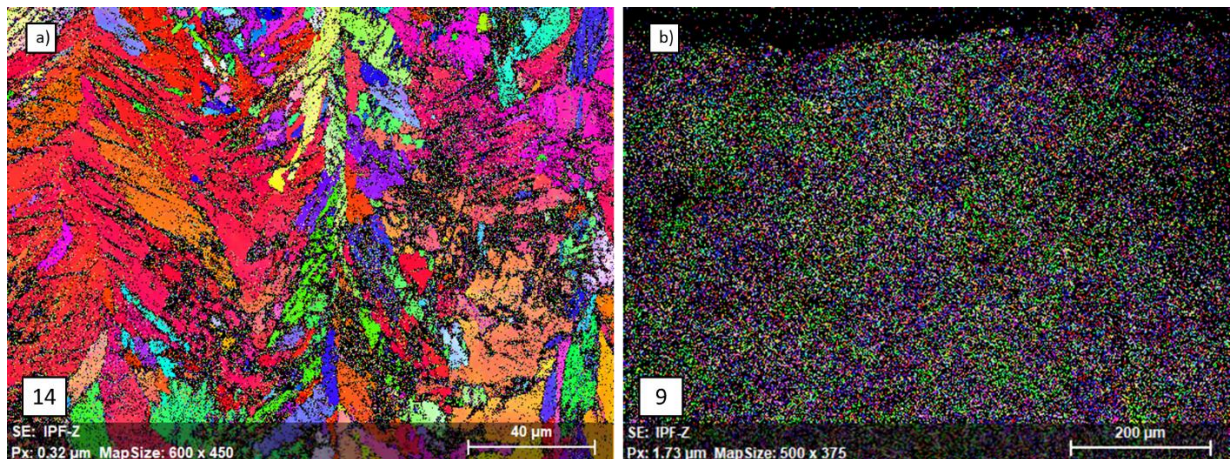 a)
14
SE: IPF-Z
Px: 0.32 µm MapSize: 600 x 450
40 µm
b)
9
SE: IPF-Z
Px: 1.73 µm MapSize: 500 x 375
200 µm